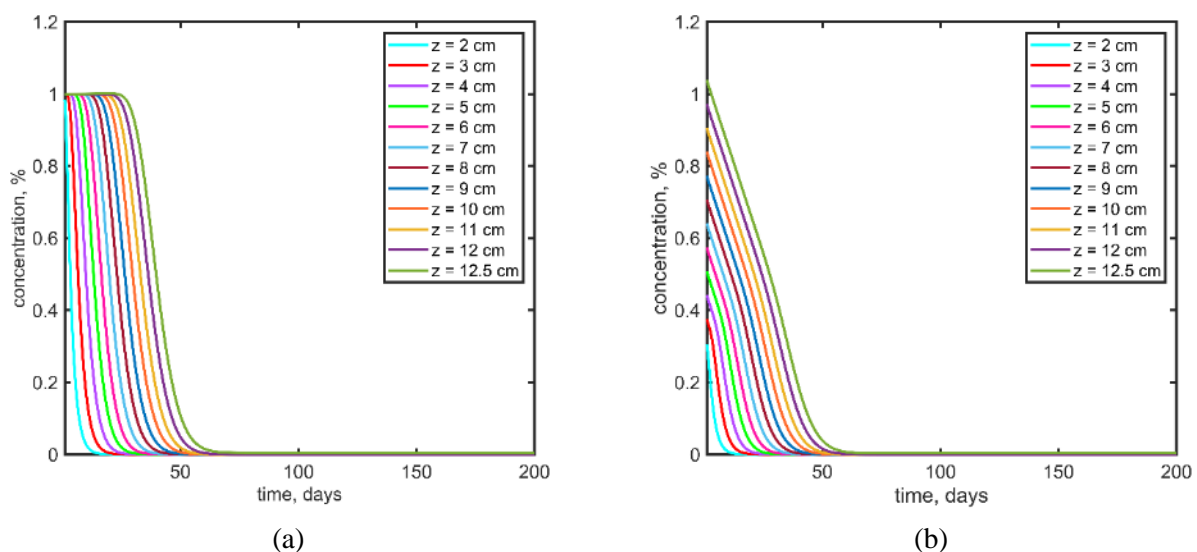 1.2
1
0.8
0.6
0.4
0.2
0
concentration, %
50
100
150
200
time, days
z = 2 cm
z = 3 cm
z = 4 cm
z = 5 cm
z = 6 cm
z = 7 cm
z = 8 cm
z = 9 cm
z = 10 cm
z = 11 cm
z = 12 cm
z = 12.5 cm
(a)
1.2
1
0.8
0.6
0.4
0.2
0
concentration, %
50
100
150
200
time, days
z = 2 cm
z = 3 cm
z = 4 cm
z = 5 cm
z = 6 cm
z = 7 cm
z = 8 cm
z = 9 cm
z = 10 cm
z = 11 cm
z = 12 cm
z = 12.5 cm
(b)